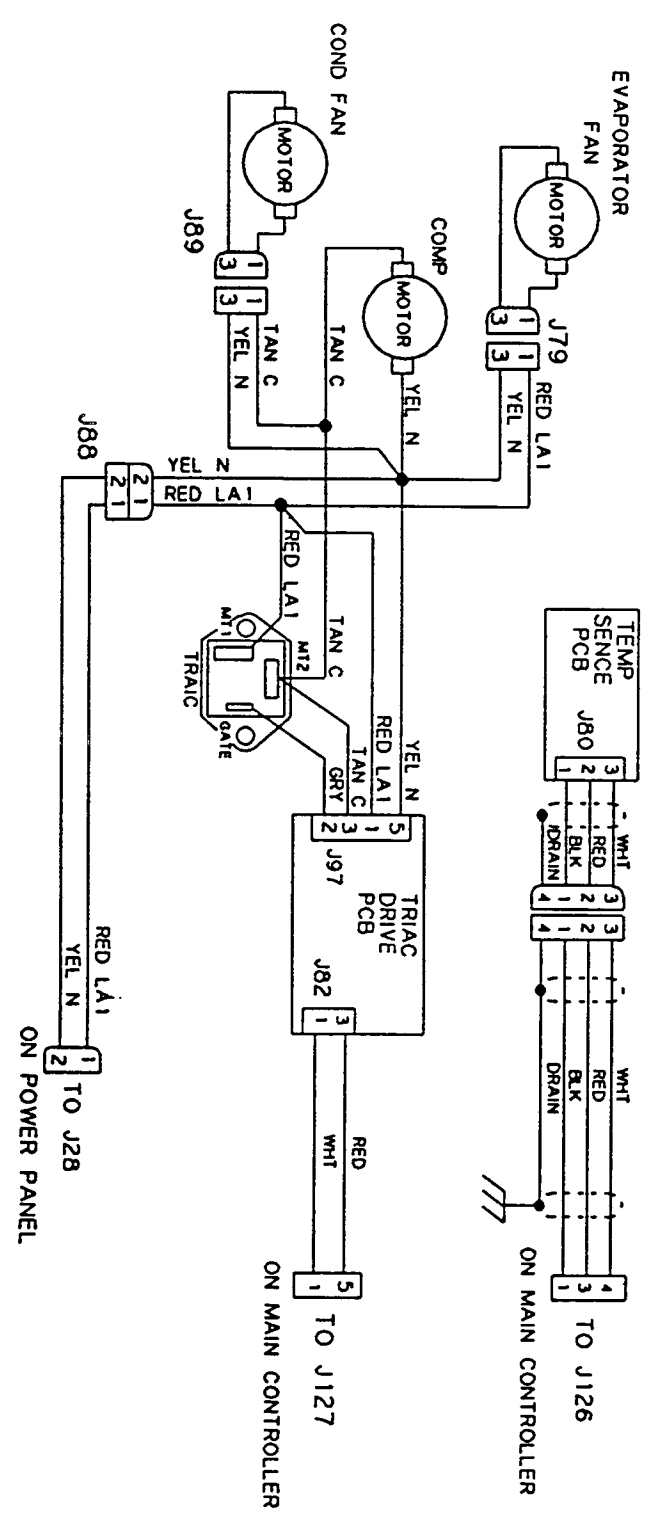 EVAPORATOR
FAN
MOTOR
1
3
J79
1
3
RED LA1
YEL N
COMP
MOTOR
YEL N
TAN C
COND FAN
MOTOR
J89
1
3
1
3
TAN C
YEL N
J88
2 1
2 1
YEL N
RED LA1
RED LA1
TAN C
MT1
MT2
GATE
TRAIC
YEL N
RED LA1
TAN C
GRY
5
1
3
2
J97
TRIAC
DRIVE
PCB
J82
3
1
RED
WHT
5
1
TO J127
ON MAIN CONTROLLER
RED LA1
YEL N
1
2
TO J28
ON POWER PANEL
TEMP
SENCE
PCB
J80
3
2
1
WHT
RED
BLK
DRAIN
3
2
1
4
3
2
1
4
WHT
RED
BLK
DRAIN
4
3
1
TO J126
ON MAIN CONTROLLER